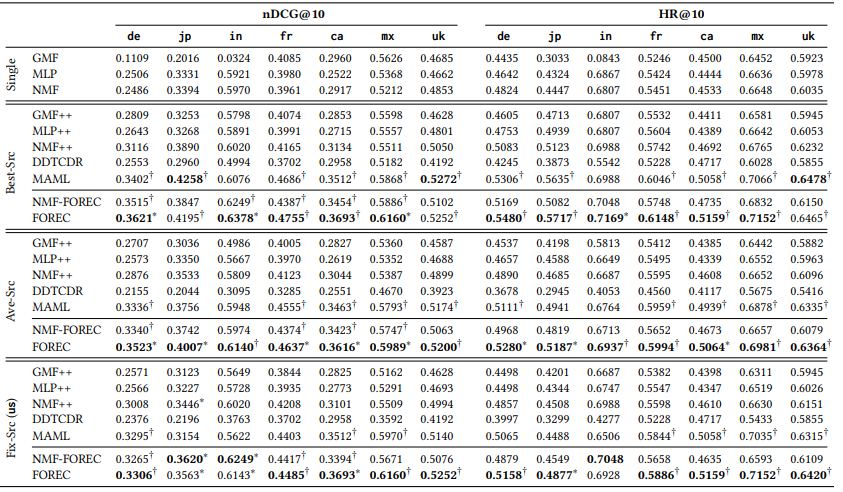 nDCG@10 HR@10
de jp in fr ca mx uk de jp in fr ca mx uk
Single
GMF 0.1109 0.2016 0.0324 0.4085 0.2960 0.5626 0.4685 0.4435 0.3033 0.0843 0.5246 0.4500 0.6452 0.5923
MLP 0.2506 0.3331 0.5921 0.3980 0.2522 0.5368 0.4662 0.4642 0.4324 0.6867 0.5424 0.4444 0.6636 0.5978
NMF 0.2486 0.3394 0.5970 0.3961 0.2917 0.5212 0.4853 0.4824 0.4447 0.6807 0.5451 0.4533 0.6648 0.6035
Best-Src
GMF++ 0.2809 0.3253 0.5798 0.4074 0.2853 0.5598 0.4628 0.4605 0.4713 0.6807 0.5532 0.4411 0.6581 0.5945
MLP++ 0.2643 0.3268 0.5891 0.3991 0.2715 0.5557 0.4801 0.4753 0.4939 0.6807 0.5604 0.4389 0.6642 0.6053
NMF++ 0.3116 0.3890 0.6020 0.4165 0.3134 0.5511 0.5050 0.5083 0.5123 0.6988 0.5742 0.4692 0.6765 0.6232
DDTCDR 0.2553 0.2960 0.4994 0.3702 0.2958 0.5182 0.4192 0.4245 0.3873 0.5542 0.5228 0.4717 0.6028 0.5855
MAML 0.3402† 0.4258† 0.6076 0.4686† 0.3512† 0.5868† 0.5272† 0.5306† 0.5635† 0.6988 0.6046† 0.5058† 0.7066† 0.6478†
NMF-FOREC 0.3515† 0.3847 0.6249† 0.4387† 0.3454† 0.5886† 0.5102 0.5169 0.5082 0.7048 0.5748 0.4735 0.6832 0.6150
FOREC 0.3621* 0.4195† 0.6378* 0.4755† 0.3693† 0.6160* 0.5252† 0.5480† 0.5717† 0.7169* 0.6148† 0.5159† 0.7152† 0.6465†
Ave-Src
GMF++ 0.2707 0.3036 0.4986 0.4005 0.2827 0.5360 0.4587 0.4537 0.4198 0.5813 0.5412 0.4385 0.6442 0.5882
MLP++ 0.2573 0.3350 0.5667 0.3970 0.2619 0.5352 0.4688 0.4657 0.4588 0.6649 0.5495 0.4339 0.6552 0.5963
NMF++ 0.2876 0.3533 0.5809 0.4123 0.3044 0.5387 0.4899 0.4890 0.4685 0.6687 0.5595 0.4608 0.6652 0.6096
DDTCDR 0.2155 0.2044 0.3095 0.3285 0.2551 0.4670 0.3923 0.3678 0.2945 0.4053 0.4560 0.4117 0.5675 0.5416
MAML 0.3336† 0.3756 0.5948 0.4555† 0.3463† 0.5793† 0.5174† 0.5111† 0.4941 0.6764 0.5959† 0.4939† 0.6878† 0.6335†
NMF-FOREC 0.3340† 0.3742 0.5974 0.4374† 0.3423† 0.5747† 0.5063 0.4968 0.4819 0.6713 0.5652 0.4673 0.6657 0.6079
FOREC 0.3523* 0.4007* 0.6140† 0.4637* 0.3616* 0.5989* 0.5200† 0.5280* 0.5187* 0.6937† 0.5994† 0.5064* 0.6981† 0.6364†
Fix-Src (us)
GMF++ 0.2571 0.3123 0.5649 0.3844 0.2825 0.5162 0.4628 0.4498 0.4201 0.6687 0.5382 0.4398 0.6311 0.5945
MLP++ 0.2566 0.3227 0.5728 0.3935 0.2773 0.5291 0.4693 0.4498 0.4344 0.6747 0.5547 0.4347 0.6519 0.6026
NMF++ 0.3008 0.3446* 0.6020 0.4208 0.3101 0.5509 0.4994 0.4857 0.4508 0.6988 0.5598 0.4610 0.6630 0.6151
DDTCDR 0.2376 0.2196 0.3763 0.3702 0.2958 0.3592 0.4192 0.3997 0.3299 0.4277 0.5228 0.4717 0.5433 0.5855
MAML 0.3295† 0.3154 0.5622 0.4403 0.3512† 0.5970† 0.5140 0.5065 0.4488 0.6506 0.5844† 0.5058† 0.7035† 0.6315†
NMF-FOREC 0.3265† 0.3620* 0.6249* 0.4417† 0.3394† 0.5671 0.5076 0.4879 0.4549 0.7048 0.5658 0.4635 0.6593 0.6109
FOREC 0.3306† 0.3563* 0.6143* 0.4485† 0.3693* 0.6160† 0.5252† 0.5158† 0.4877* 0.6928 0.5886† 0.5159† 0.7152† 0.6420†